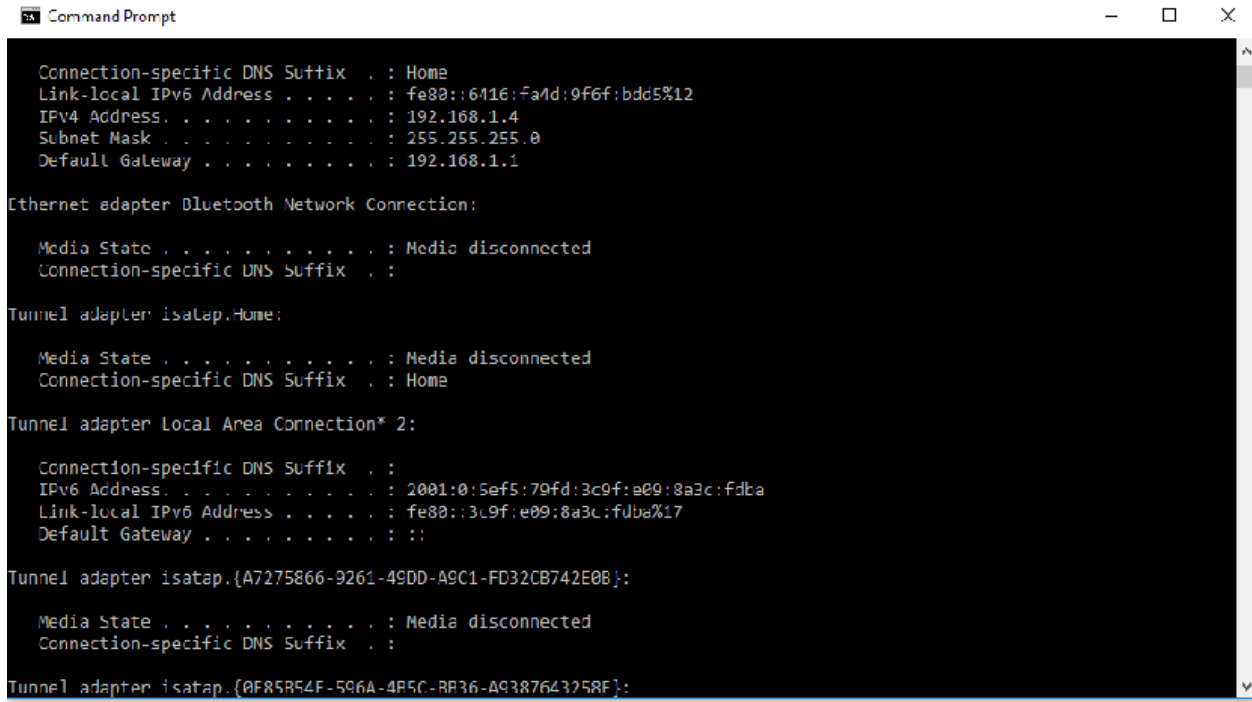 Command Prompt
Connection-specific DNS Suffix . : Home
Link-local IPv6 Address . . . . . : fe80::6416:fa4d:9f6f:bdd5%12
IPv4 Address. . . . . . . . . . . : 192.168.1.4
Subnet Mask . . . . . . . . . . . : 255.255.255.0
Default Gateway . . . . . . . . . : 192.168.1.1
Ethernet adapter Bluetooth Network Connection:
Media State . . . . . . . . . . . : Media disconnected
Connection-specific DNS Suffix . :
Tunnel adapter isatap.Home:
Media State . . . . . . . . . . . : Media disconnected
Connection-specific DNS Suffix . : Home
Tunnel adapter Local Area Connection* 2:
Connection-specific DNS Suffix . :
IPv6 Address. . . . . . . . . . . : 2001:0:5ef5:79fd:3c9f:e09:8a3c:fdba
Link-local IPv6 Address . . . . . : fe80::3c9f:e09:8a3c:fdba%17
Default Gateway . . . . . . . . . : ::
Tunnel adapter isatap.{A7275866-9261-49DD-A9C1-FD32CB742E0B}:
Media State . . . . . . . . . . . : Media disconnected
Connection-specific DNS Suffix . :
Tunnel adapter